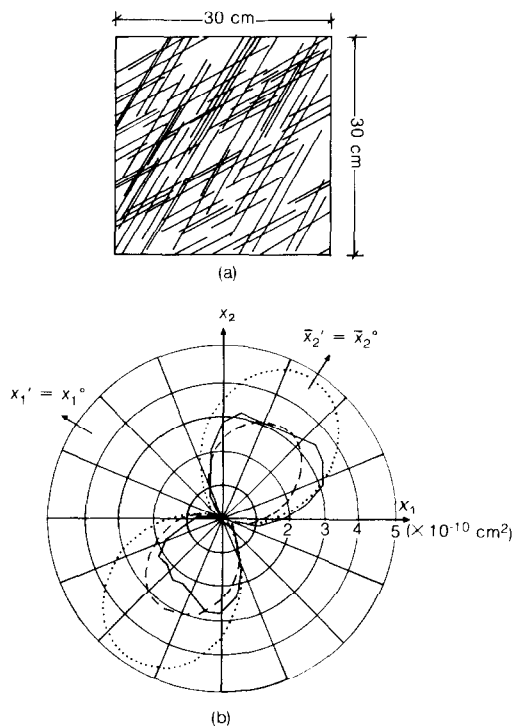 30 cm
30 cm
(a)
x₂
x̄₂' = x̄₂°
x₁' = x₁°
x₁
2 3 4 5 (× 10⁻¹⁰ cm²)
(b)